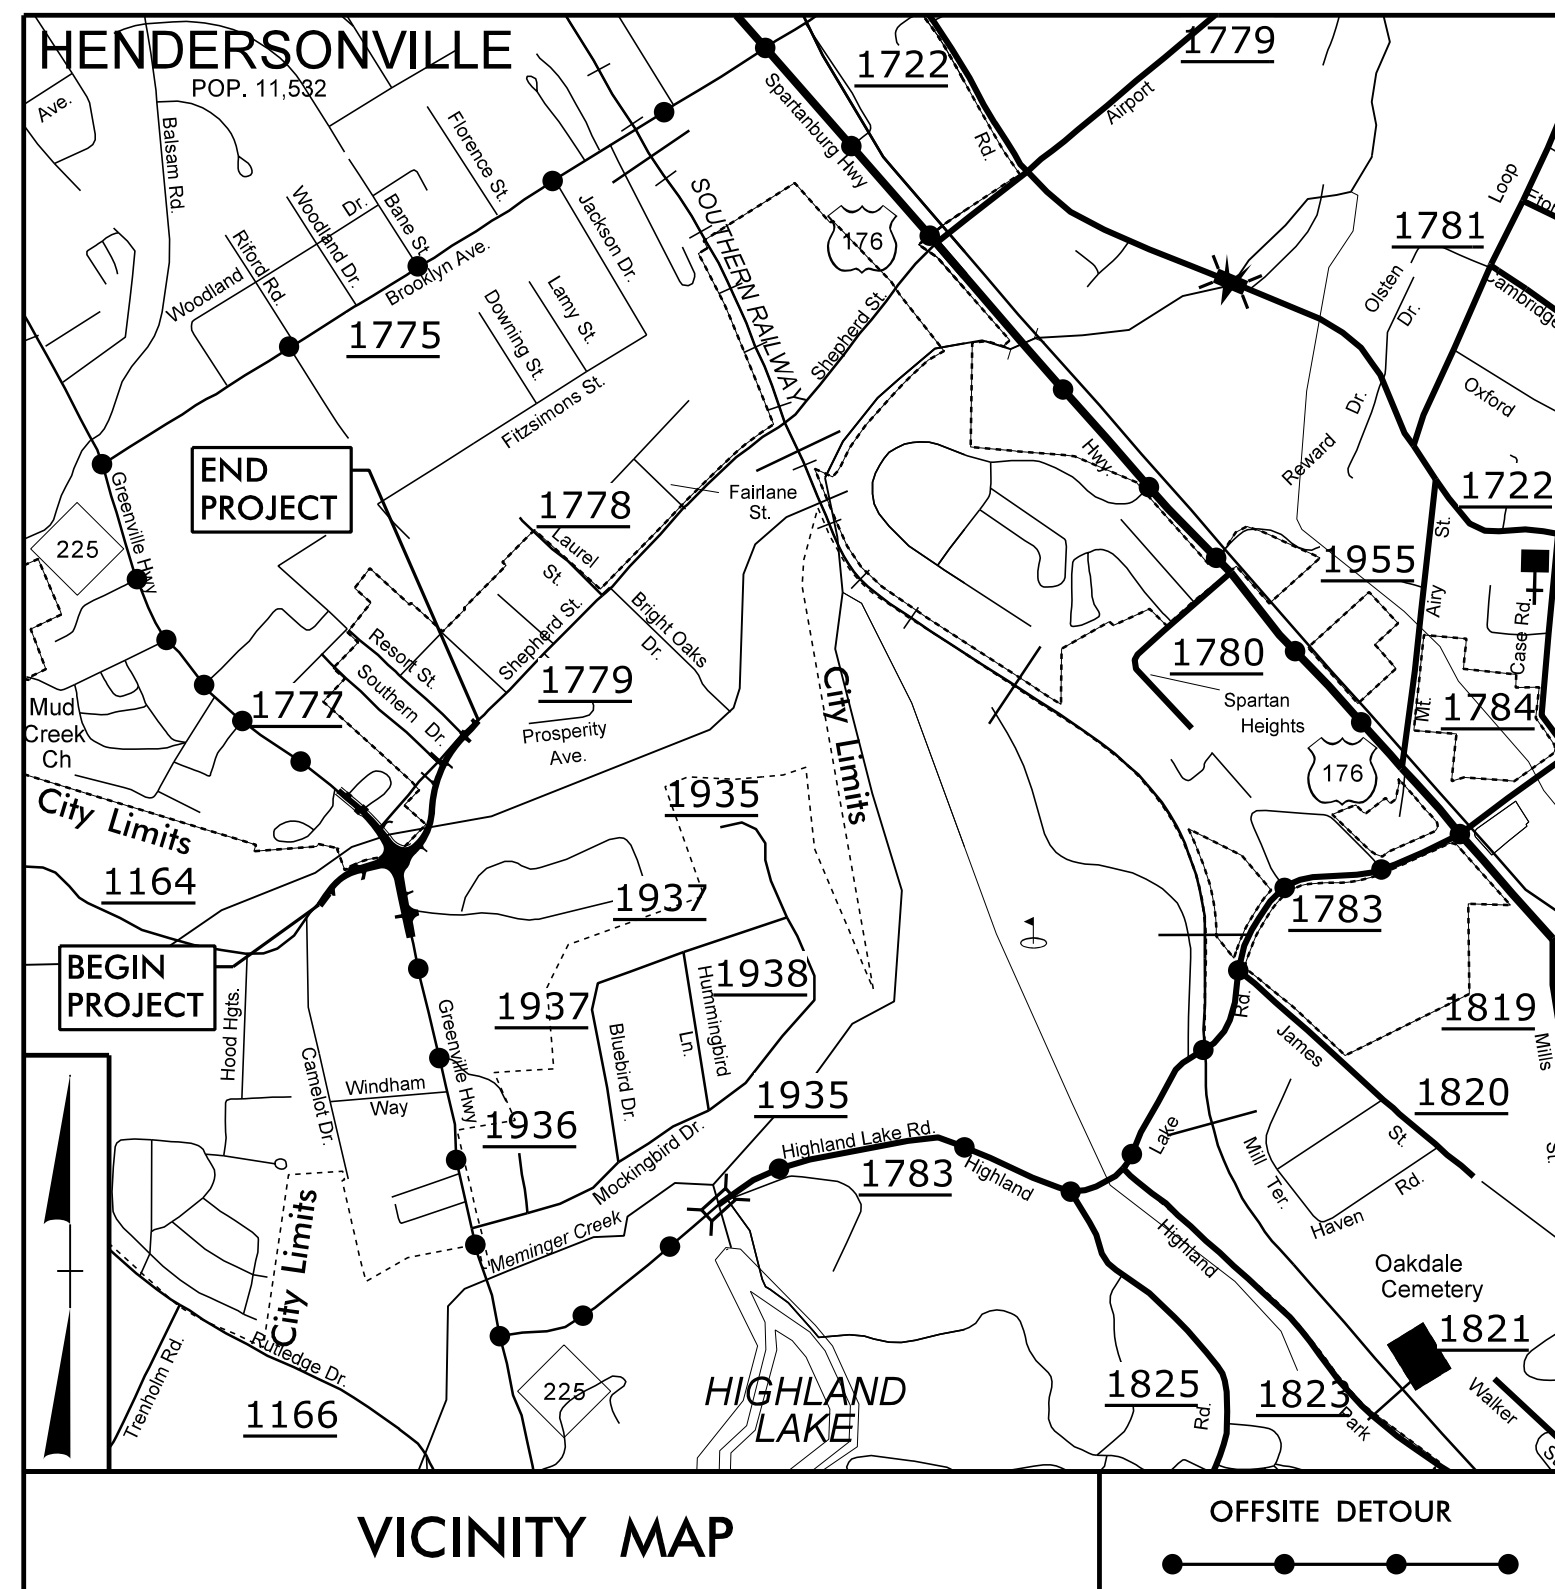 HENDERSONVILLE
POP. 11,532
1722
1779
Ave.
Balsam Rd.
Florence St.
Spartanburg Hwy
Rd.
Airport
Loop
Woodland Dr.
Dr.
Bane St.
Jackson Dr.
SOUTHERN RAILWAY
176
1781
Riford Rd.
Woodland
Brooklyn Ave.
Olsten
Dr.
Cambridge
1775
Downing St.
Lamy St.
Shepherd St.
Fitzsimons St.
Oxford
Dr.
Reward
Hwy.
END
PROJECT
Greenville Hwy
225
1778
Fairlane
St.
1722
Laurel
St.
1955
St.
Airy
Mt.
Case Rd.
Bright Oaks
Dr.
Shepherd St.
Resort St.
Southern Dr.
1779
1780
Spartan
Heights
1784
1777
Mud
Creek
Ch
Prosperity
Ave.
City Limits
176
City Limits
1935
1164
1937
1783
BEGIN
PROJECT
1938
1937
Hummingbird
Ln.
Bluebird Dr.
Hood Hgts.
Camelot Dr.
Greenville Hwy.
Windham
Way
Rd.
1819
James
Mills
1820
St.
St.
1935
1936
Mockingbird Dr.
Highland Lake Rd.
1783
Highland
Lake
Mill Ter.
Rd.
Haven
Highland
Meminger Creek
City Limits
Oakdale
Cemetery
1821
Rutledge Dr.
Trenholm Rd.
1166
225
HIGHLAND
LAKE
1825
Rd.
1823
Park
Walker
VICINITY MAP
OFFSITE DETOUR